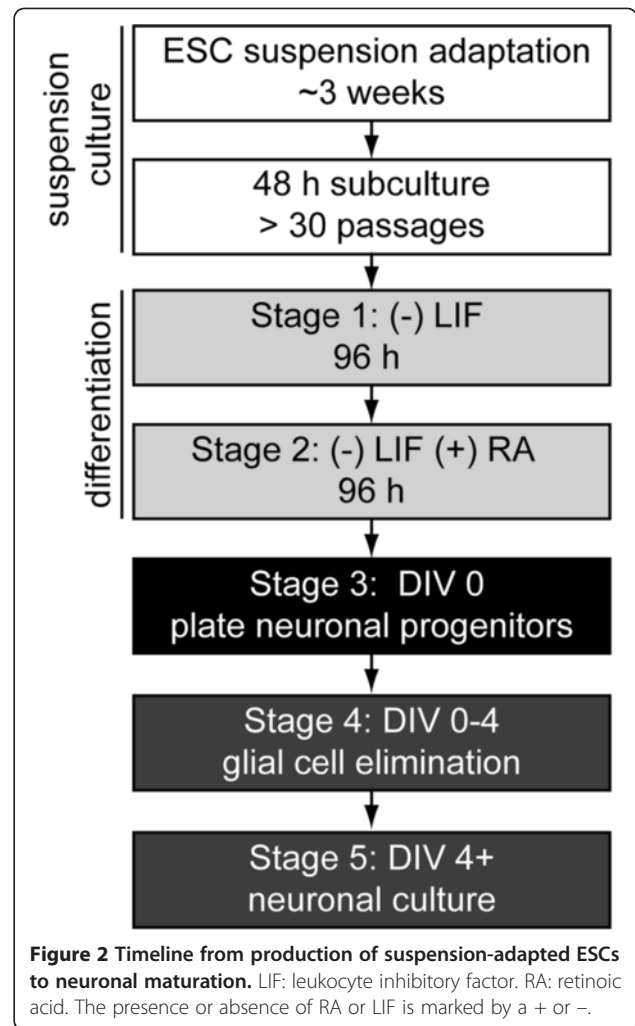 suspension
culture
ESC suspension adaptation
~3 weeks
48 h subculture
> 30 passages
differentiation
Stage 1: (-) LIF
96 h
Stage 2: (-) LIF (+) RA
96 h
Stage 3: DIV 0
plate neuronal progenitors
Stage 4: DIV 0-4
glial cell elimination
Stage 5: DIV 4+
neuronal culture
Figure 2 Timeline from production of suspension-adapted ESCs
to neuronal maturation. LIF: leukocyte inhibitory factor. RA: retinoic
acid. The presence or absence of RA or LIF is marked by a + or –.